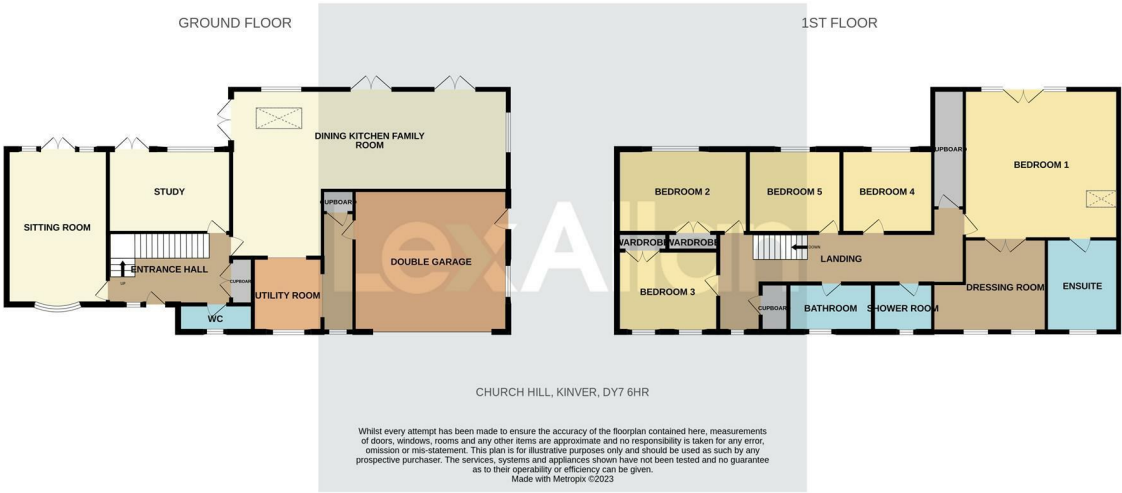 GROUND FLOOR
1ST FLOOR
DINING KITCHEN FAMILY
ROOM
STUDY
SITTING ROOM
UPBOARD
LexAllan
DOUBLE GARAGE
ENTRANCE HALL
UP
CUPBOARD
UTILITY ROOM
WC
UPBOARD
BEDROOM 1
BEDROOM 2
BEDROOM 5
BEDROOM 4
WARDROBE
WARDROBE
DOWN
LANDING
BEDROOM 3
DRESSING ROOM
ENSUITE
CUPBOARD
BATHROOM
SHOWER ROOM
CHURCH HILL, KINVER, DY7 6HR
Whilst every attempt has been made to ensure the accuracy of the floorplan contained here, measurements
of doors, windows, rooms and any other items are approximate and no responsibility is taken for any error,
omission or mis-statement. This plan is for illustrative purposes only and should be used as such by any
prospective purchaser. The services, systems and appliances shown have not been tested and no guarantee
as to their operability or efficiency can be given.
Made with Metropix ©2023